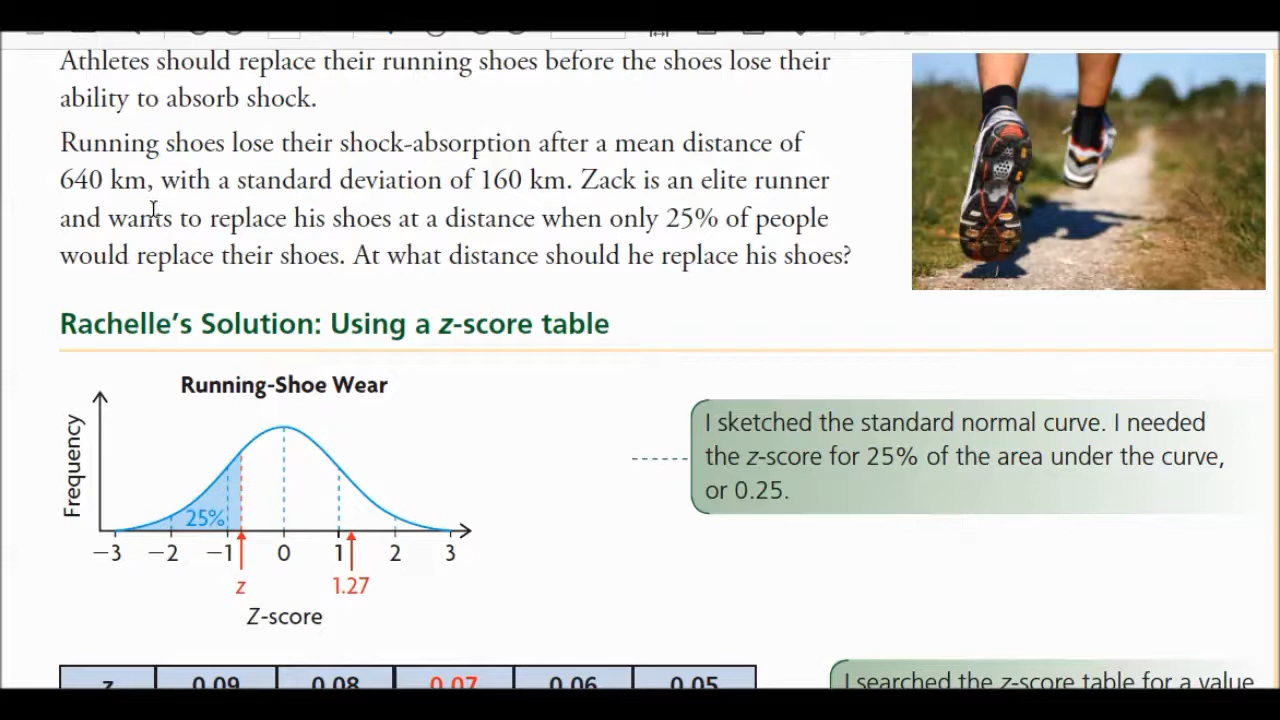 Athletes should replace their running shoes before the shoes lose their
ability to absorb shock.
Running shoes lose their shock-absorption after a mean distance of
640 km, with a standard deviation of 160 km. Zack is an elite runner
and wants to replace his shoes at a distance when only 25% of people
would replace their shoes. At what distance should he replace his shoes?
Rachelle's Solution: Using a z-score table
Running-Shoe Wear
Frequency
25%
−3 −2 −1 0 1 2 3
z 1.27
Z-score
I sketched the standard normal curve. I needed
the z-score for 25% of the area under the curve,
or 0.25.
z 0.09 0.08 0.07 0.06 0.05
I searched the z-score table for a value